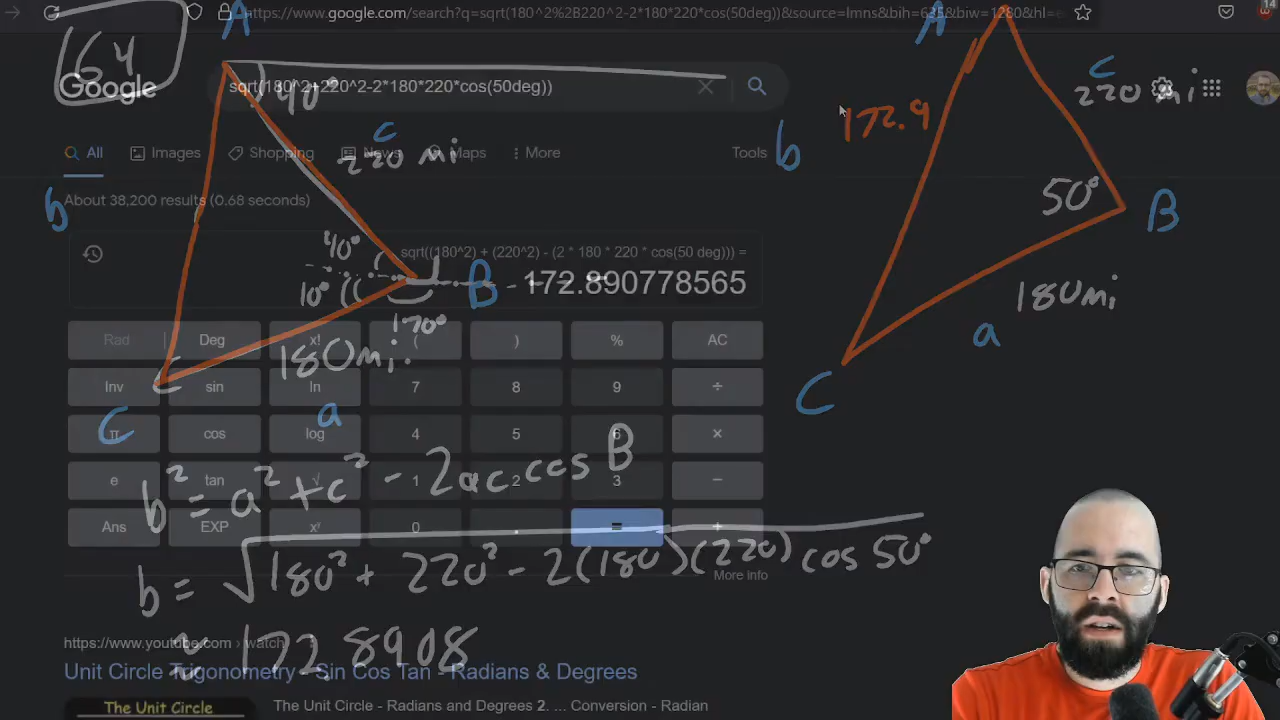 https://www.google.com/search?q=sqrt(180^2%2B220^2-2*180*220*cos(50deg))&source=lmns&bih=635&biw=1280&hl=e
14
64
Google
sqrt(180^2+220^2-2*180*220*cos(50deg))
A
40°
c
220 mi
A
c
220 mi
172.9
b
50°
B
180mi
a
C
All
Images
Shopping
News
Maps
More
Tools
About 38,200 results (0.68 seconds)
b
40°
10°
170°
B
180mi
a
C
sqrt((180^2) + (220^2) - (2 * 180 * 220 * cos(50 deg))) =
172.890778565
Rad
Deg
x!
(
)
%
AC
Inv
sin
ln
7
8
9
÷
π
cos
log
4
5
6
×
e
tan
√
1
2
3
−
Ans
EXP
xʸ
0
.
=
+
b² = a² + c² - 2ac cos B
b = √180² + 220² - 2(180)(220) cos 50°
≈ 172.8908
More info
https://www.youtube.com › watch
Unit Circle Trigonometry - Sin Cos Tan - Radians & Degrees
The Unit Circle
The Unit Circle - Radians and Degrees 2. ... Conversion - Radian